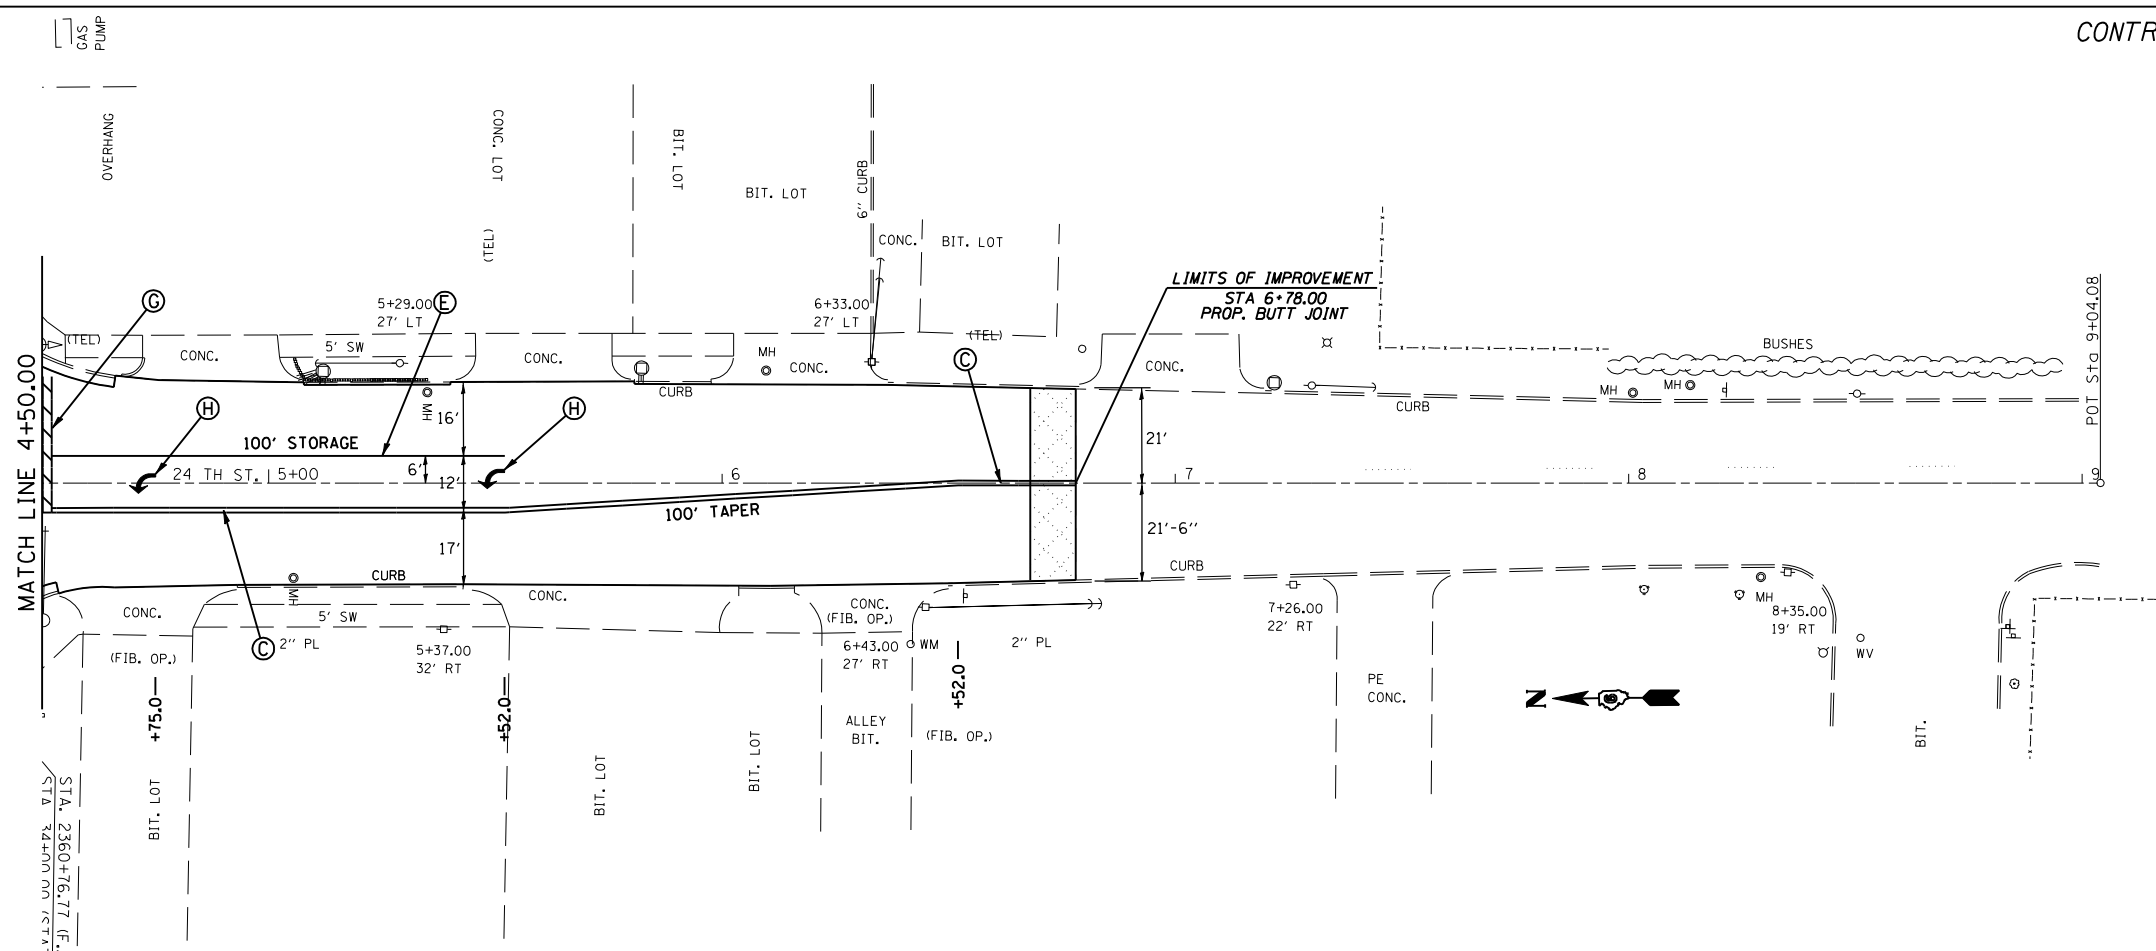 CONTR
GAS
PUMP
OVERHANG
CONC. LOT
(TEL)
BIT. LOT
BIT. LOT
6'' CURB
CONC.
BIT. LOT
LIMITS OF IMPROVEMENT
STA 6+78.00
PROP. BUTT JOINT
G
5+29.00
27' LT
E
6+33.00
27' LT
(TEL)
(TEL)
CONC.
5' SW
CONC.
MH
CONC.
C
CONC.
BUSHES
POT Sta 9+04.08
MATCH LINE 4+50.00
H
MH
16'
H
CURB
CURB
MH
MH
100' STORAGE
21'
24 TH ST.
5+00
6'
12'
6
7
8
9
100' TAPER
17'
21'-6''
CURB
CURB
MH
CONC.
5' SW
CONC.
CONC.
(FIB. OP.)
7+26.00
22' RT
MH
8+35.00
19' RT
(FIB. OP.)
C
2'' PL
5+37.00
32' RT
6+43.00
27' RT
WM
2'' PL
WV
+75.0
+52.0
+52.0
PE
CONC.
N
6
ALLEY
BIT.
(FIB. OP.)
BIT.
BIT. LOT
BIT. LOT
BIT. LOT
STA. 2360+76.77 (F.
STA 34+00.00 (STA